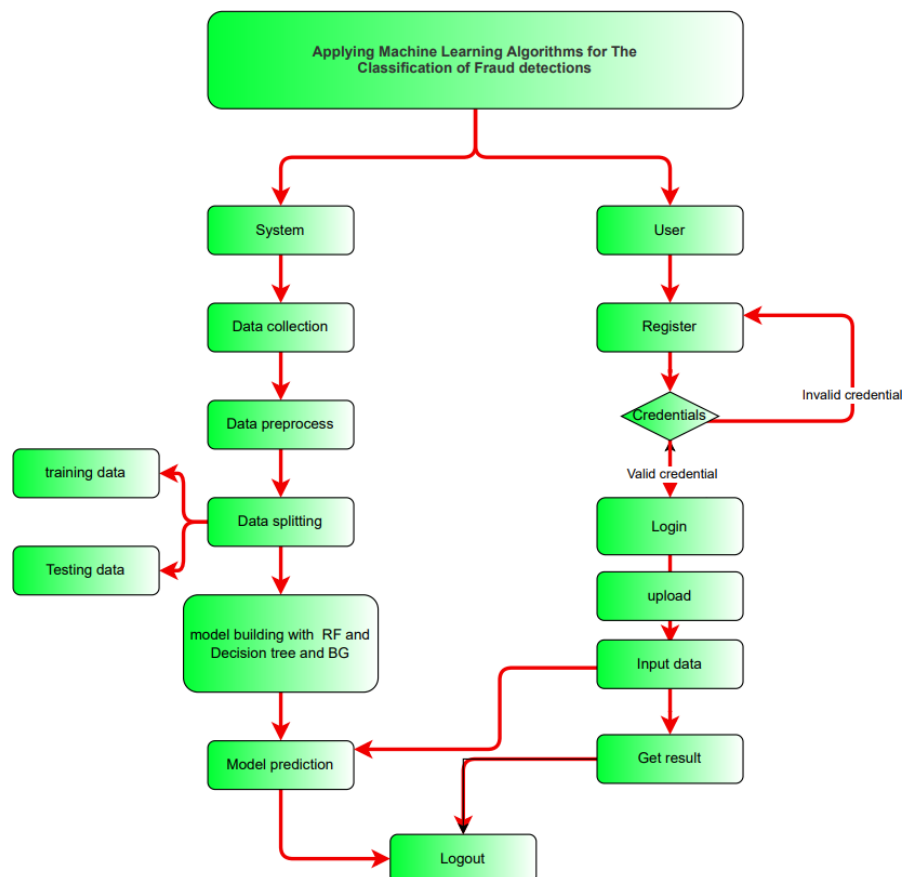 Applying Machine Learning Algorithms for The
Classification of Fraud detections
System
User
Data collection
Register
Invalid credential
Data preprocess
Credentials
training data
Valid credential
Data splitting
Login
Testing data
upload
model building with RF and
Decision tree and BG
Input data
Model prediction
Get result
Logout